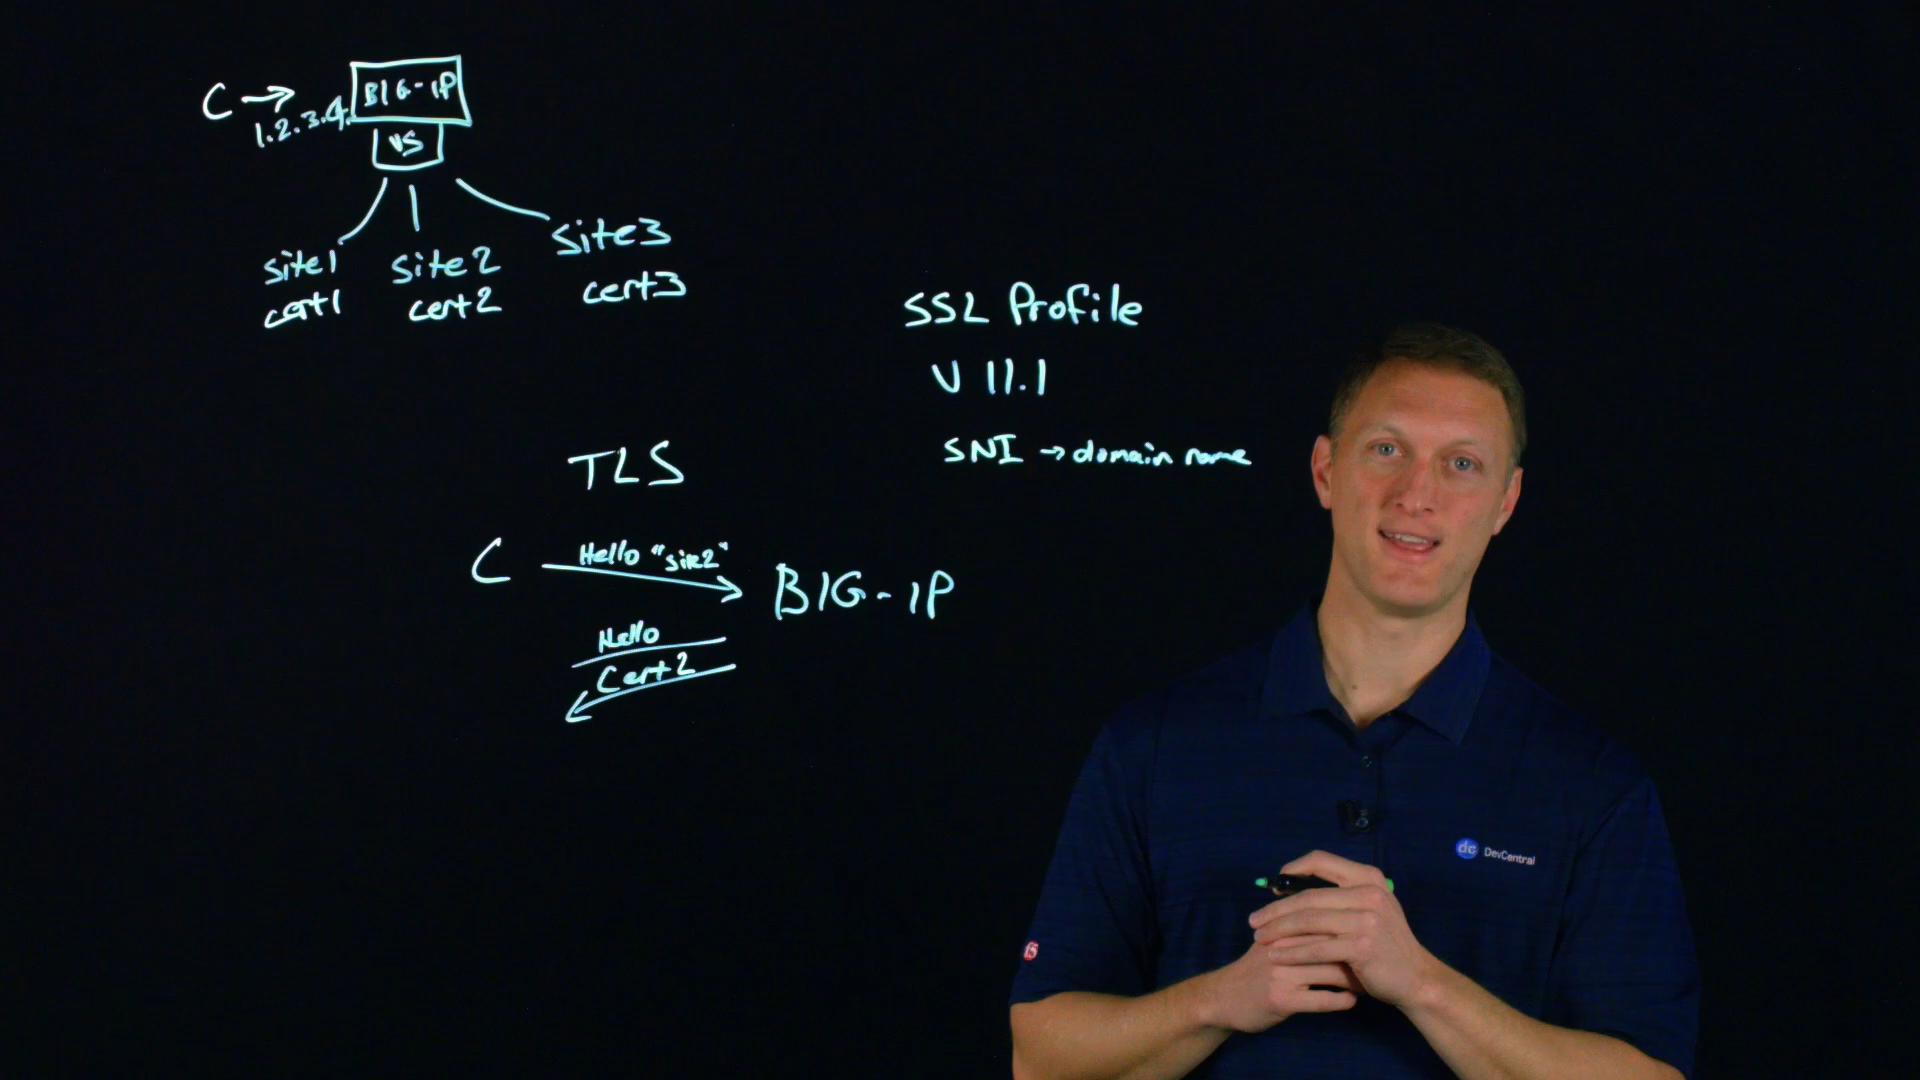 C → BIG-IP
1.2.3.4
VS
site1 site2 site3
cert1 cert2 cert3
SSL Profile
V 11.1
SNI → domain name
TLS
C Hello "site2" BIG-IP
Hello
Cert2
dc DevCentral
f5